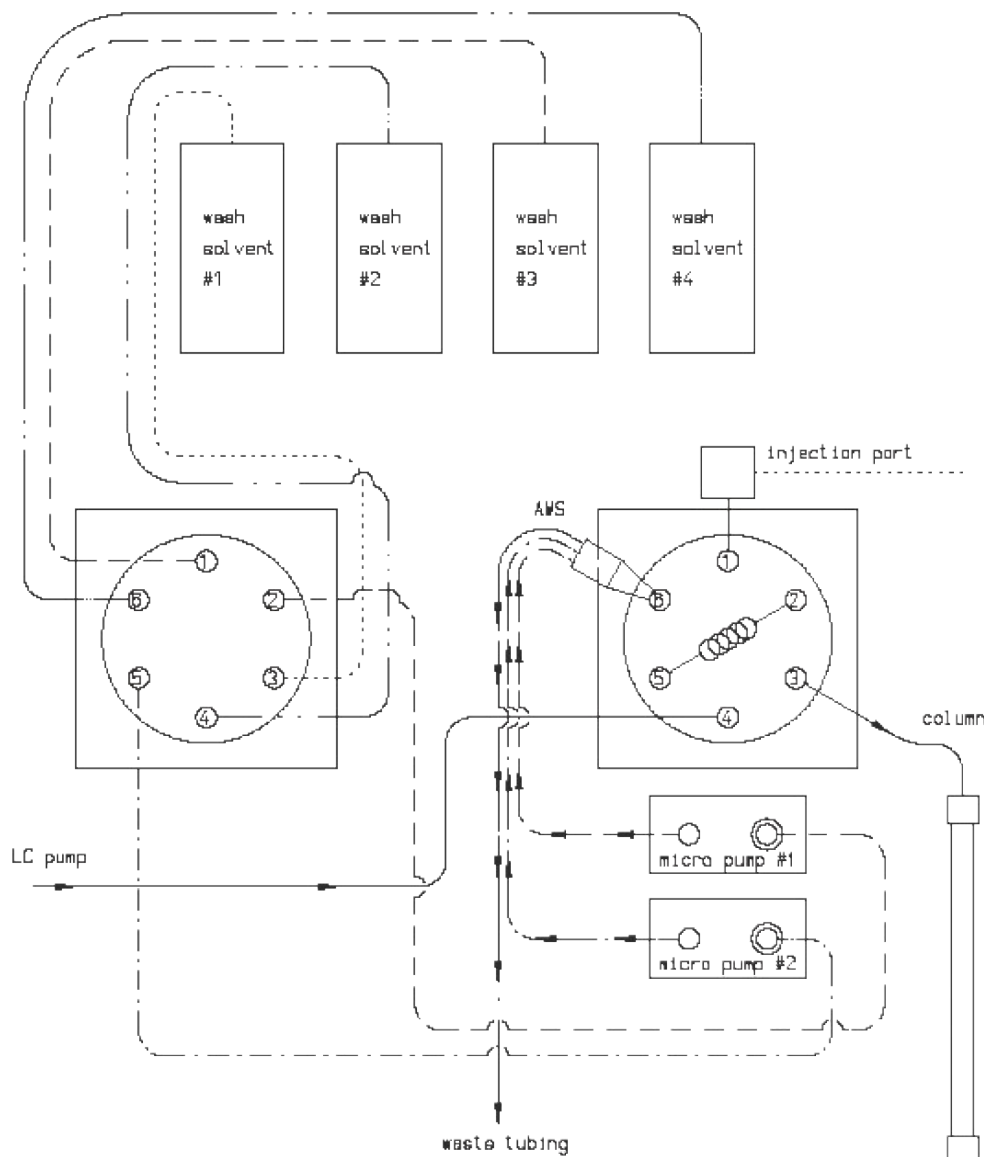 wash
solvent
#1
wash
solvent
#2
wash
solvent
#3
wash
solvent
#4
injection port
AWS
1
6
2
5
3
4
1
6
2
5
3
4
column
micro pump #1
LC pump
micro pump #2
waste tubing